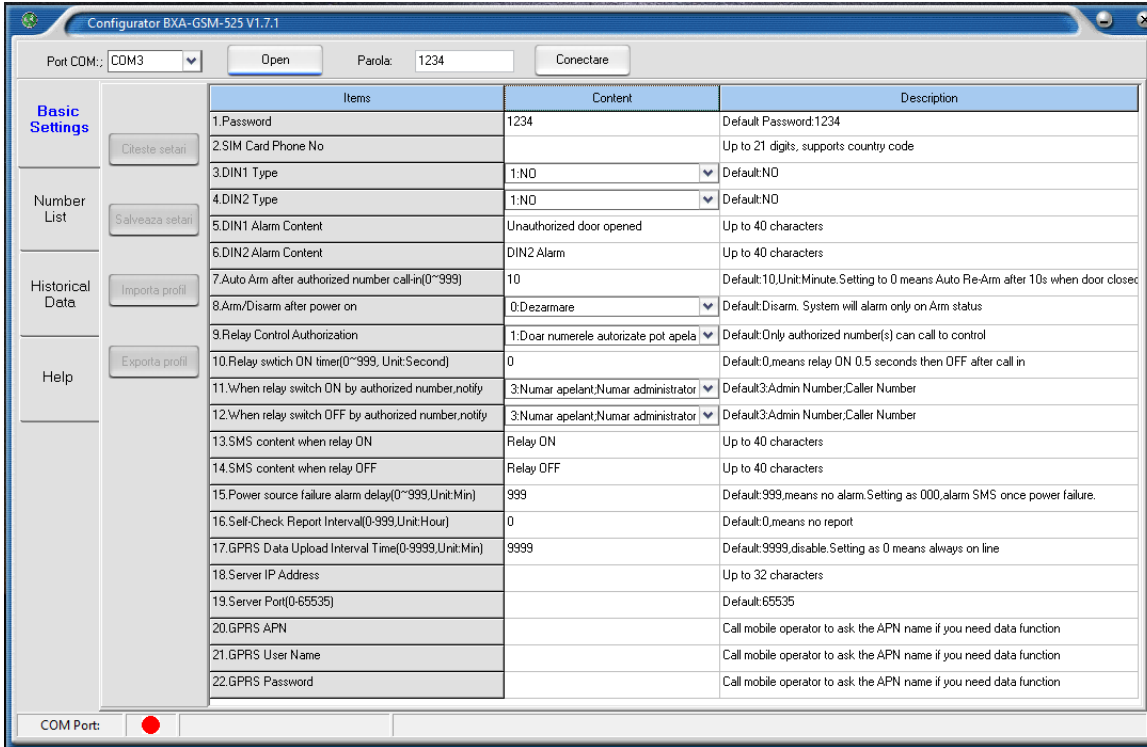 Configurator BXA-GSM-525 V1.7.1
Port COM:; COM3 Open Parola: 1234 Conectare
Basic Settings
Number List
Historical Data
Help
Citeste setari
Salveaza setari
Importa profil
Exporta profil
Items Content Description
1.Password 1234 Default Password:1234
2.SIM Card Phone No Up to 21 digits, supports country code
3.DIN1 Type 1:NO Default:NO
4.DIN2 Type 1:NO Default:NO
5.DIN1 Alarm Content Unauthorized door opened Up to 40 characters
6.DIN2 Alarm Content DIN2 Alarm Up to 40 characters
7.Auto Arm after authorized number call-in(0~999) 10 Default:10,Unit:Minute.Setting to 0 means Auto Re-Arm after 10s when door closed
8.Arm/Disarm after power on 0:Dezarmare Default:Disarm. System will alarm only on Arm status
9.Relay Control Authorization 1:Doar numerele autorizate pot apela Default:Only authorized number(s) can call to control
10.Relay swtich ON timer(0~999, Unit:Second) 0 Default:0,means relay ON 0.5 seconds then OFF after call in
11.When relay switch ON by authorized number,notify 3:Numar apelant;Numar administrator Default3:Admin Number;Caller Number
12.When relay switch OFF by authorized number,notify 3:Numar apelant;Numar administrator Default3:Admin Number;Caller Number
13.SMS content when relay ON Relay ON Up to 40 characters
14.SMS content when relay OFF Relay OFF Up to 40 characters
15.Power source failure alarm delay(0~999,Unit:Min) 999 Default:999,means no alarm.Setting as 000,alarm SMS once power failure.
16.Self-Check Report Interval(0-999,Unit:Hour) 0 Default:0,means no report
17.GPRS Data Upload Interval Time(0-9999,Unit:Min) 9999 Default:9999,disable.Setting as 0 means always on line
18.Server IP Address Up to 32 characters
19.Server Port(0-65535) Default:65535
20.GPRS APN Call mobile operator to ask the APN name if you need data function
21.GPRS User Name Call mobile operator to ask the APN name if you need data function
22.GPRS Password Call mobile operator to ask the APN name if you need data function
COM Port: